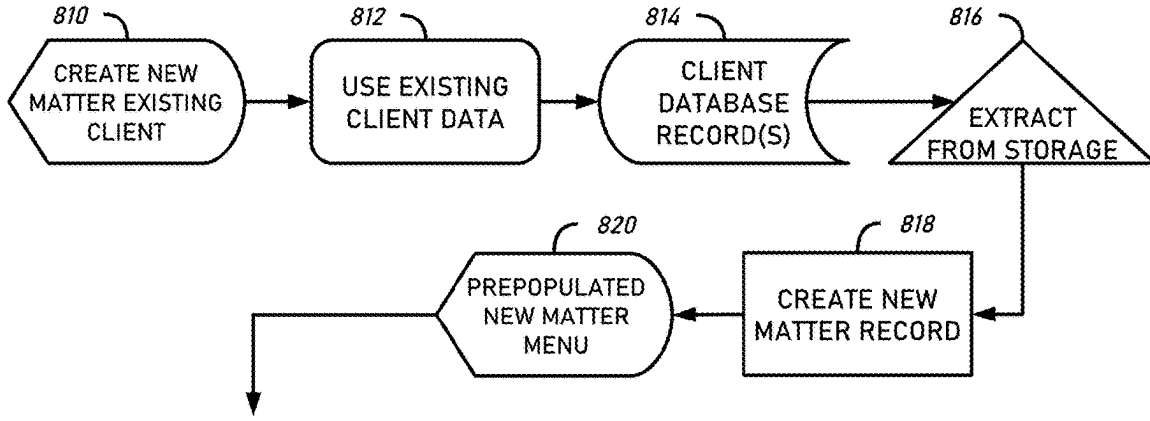 810
812
814
816
CREATE NEW
MATTER EXISTING
CLIENT
USE EXISTING
CLIENT DATA
CLIENT
DATABASE
RECORD(S)
EXTRACT
FROM STORAGE
820
818
PREPOPULATED
NEW MATTER
MENU
CREATE NEW
MATTER RECORD